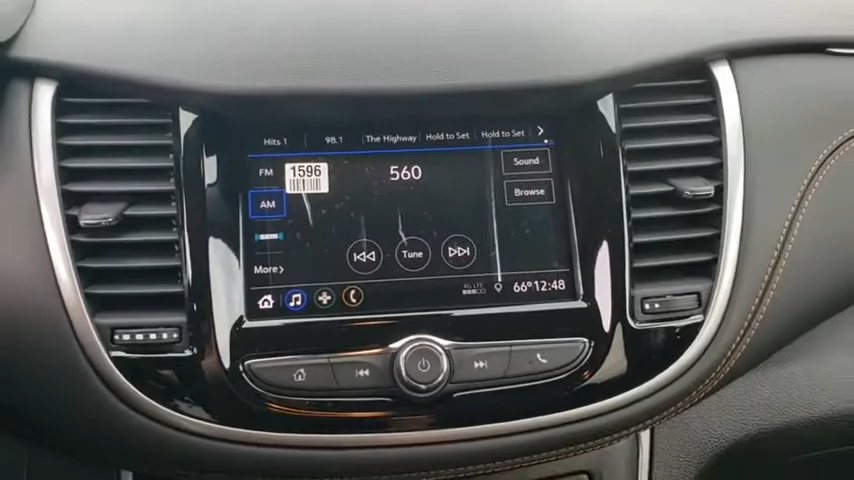 Hits 1 98.1 The Highway Hold to Set Hold to Set
FM 1596 560 Sound
AM Browse
sxm
More Tune
4G LTE
66° 12:48